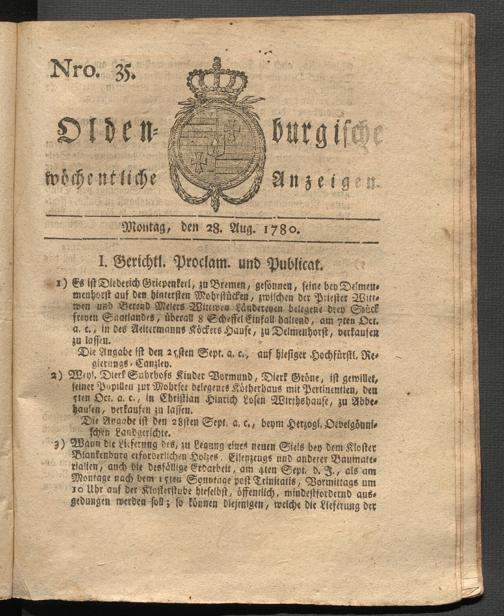 Nro. 35.
Olden= burgische
wöchentliche Anzeigen.
Montag, den 28. Aug. 1780.
I. Gerichtl. Proclam. und Publicat.
1) Es ist Diederich Griepenkerl, zu Bremen, gesonnen, seine bey Delmen=
menhorst auf den hintersten Mohrstücken, zwischen der Priester Witt=
wen und Berend Meiers Witwen Ländereyen belegene drey Stück
freyen Saatlandes, überall 8 Scheffel Einfall haltend, am 7ten Oct.
a. c., in des Aeltermanns Köckers Hause, zu Delmenhorst, verkaufen
zu lassen.
Die Angabe ist den 25sten Sept. a. c., auf hiesiger Hochfürstl. Re=
gierungs=Canzley.
2) Weyl. Dierk Suhrhofs Kinder Vormund, Dierk Gröne, ist gewillet,
seiner Pupillen zur Mohrsee belegenes Kötherhaus mit Pertinentien, den
5ten Oct. a. c., in Christian Hinrich Losen Wirthshause, zu Abbe=
hausen, verkaufen zu lassen.
Die Angabe ist den 28sten Sept. a. c., beym Herzogl. Ovelgönni=
schen Landgerichte.
3) Wann die Lieferung des, zu Legung eines neuen Siels bey dem Kloster
Blankenburg erforderlichen Holzes, Eisenzeugs und anderer Baumate=
rialien, auch die desfällige Erdarbeit, am 4ten Sept. d. J., als am
Montage nach dem 15ten Sonntage post Trinitatis, Vormittags um
10 Uhr auf der Klosterstube hieselbst, öffentlich, mindestfordernd aus=
gedungen werden soll; so können diejenigen, welche die Lieferung der